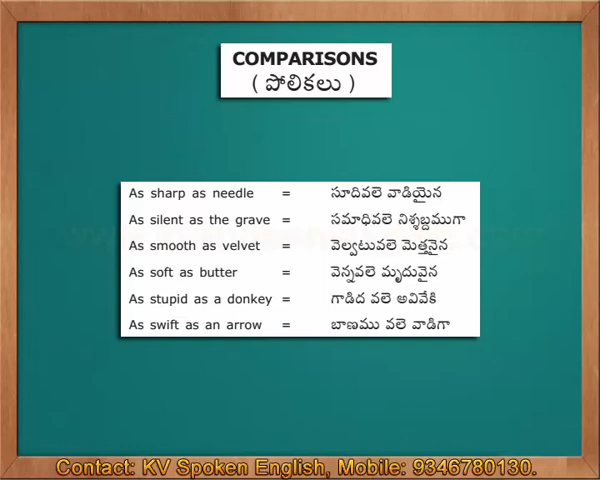 COMPARISONS
( పోలికలు )
As sharp as needle = సూదివలె వాడియైన
As silent as the grave = సమాధివలె నిశ్శబ్దముగా
As smooth as velvet = వెల్వటువలె మెత్తనైన
As soft as butter = వెన్నవలె మృదువైన
As stupid as a donkey = గాడిద వలె అవివేకి
As swift as an arrow = బాణము వలె వాడిగా
Contact: KV Spoken English, Mobile: 9346780130.